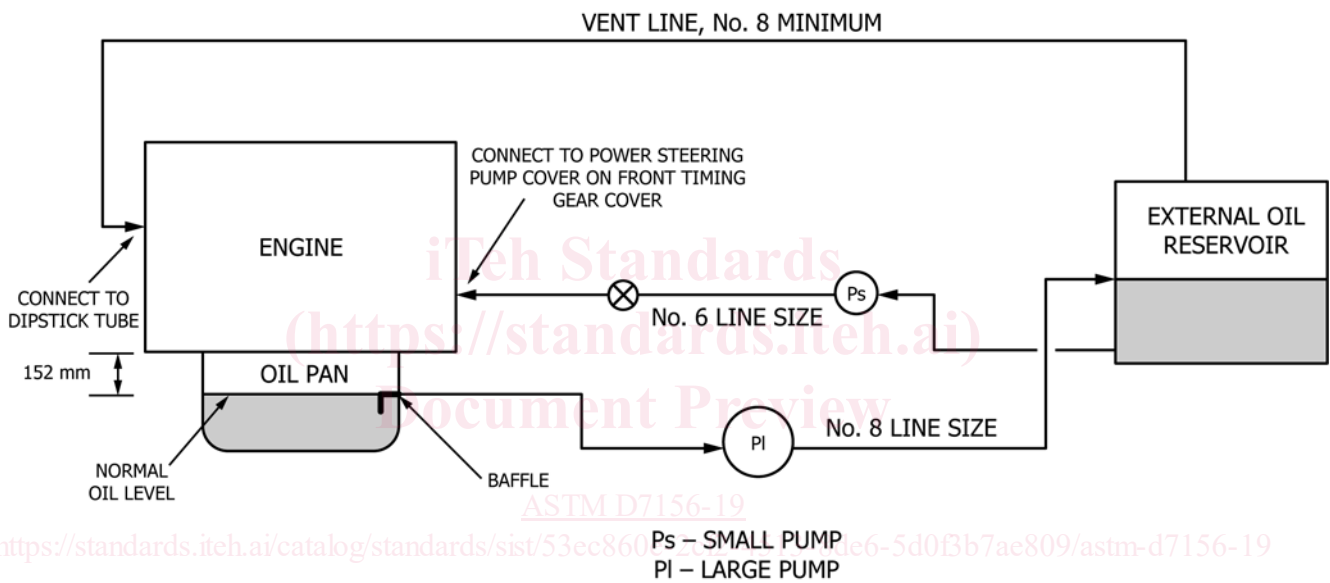 VENT LINE, No. 8 MINIMUM
CONNECT TO POWER STEERING
PUMP COVER ON FRONT TIMING
GEAR COVER
ENGINE
EXTERNAL OIL
RESERVOIR
iTeh Standards
CONNECT TO
DIPSTICK TUBE
Ps
No. 6 LINE SIZE
(https://standards.iteh.ai)
152 mm
OIL PAN
Document Preview
Pl
No. 8 LINE SIZE
NORMAL
OIL LEVEL
BAFFLE
ASTM D7156-19
Ps – SMALL PUMP
Pl – LARGE PUMP